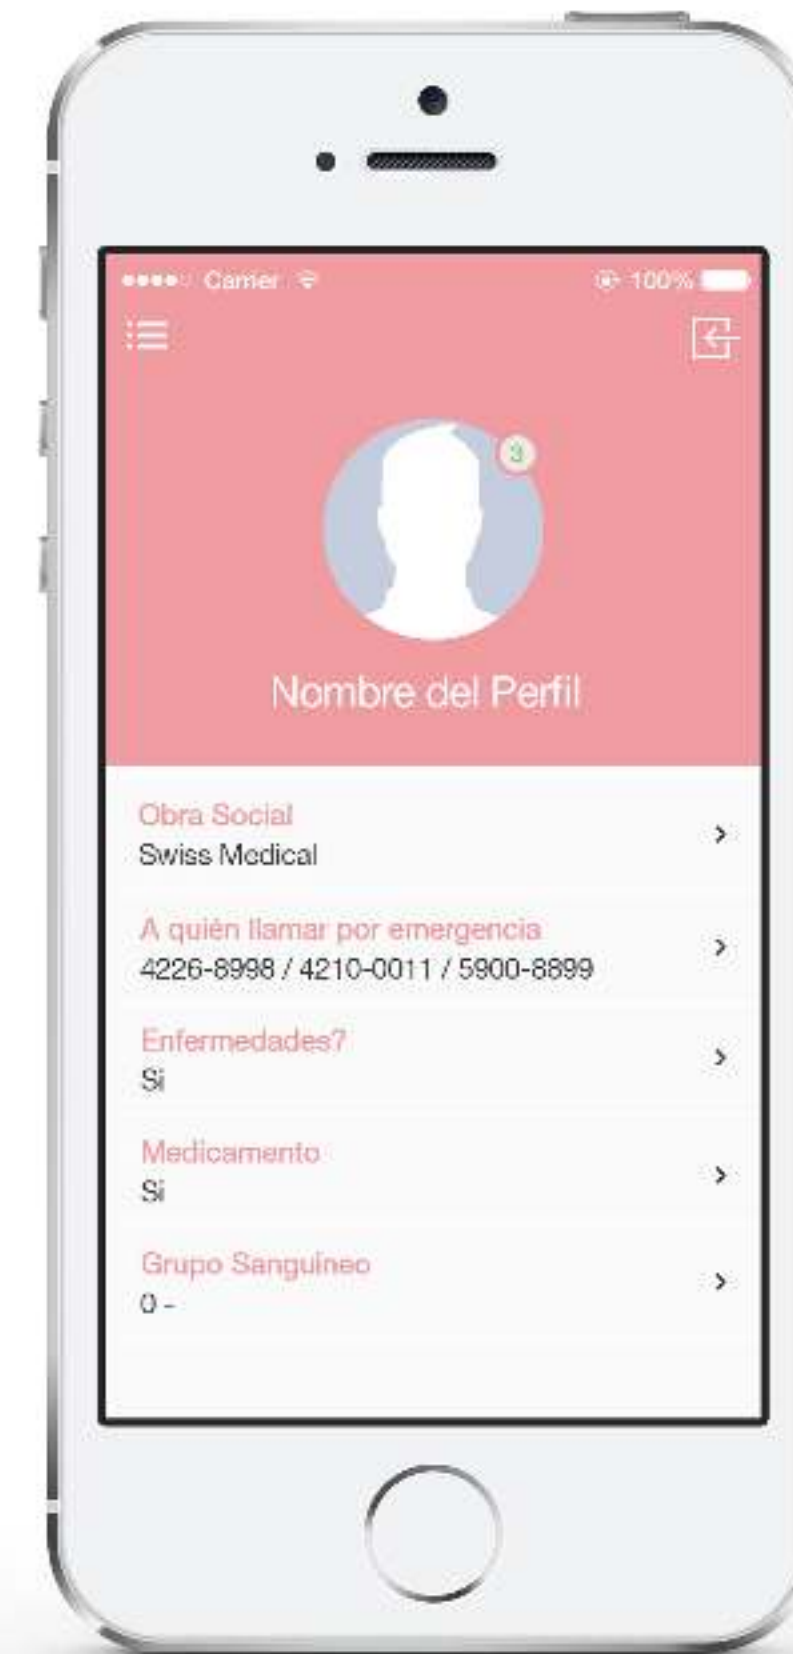 Carrier 100%
3
Nombre del Perfil
Obra Social
Swiss Medical
A quién llamar por emergencia
4226-8998 / 4210-0011 / 5900-8899
Enfermedades?
Si
Medicamento
Si
Grupo Sanguíneo
0 -